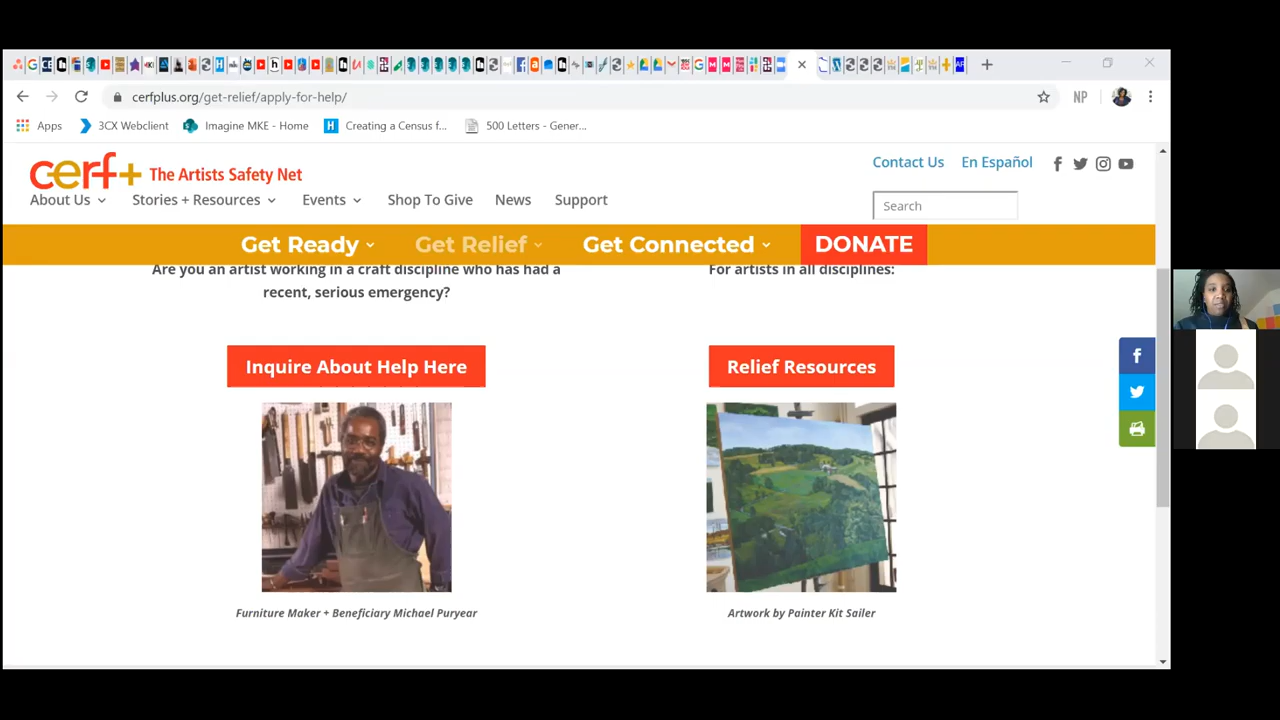 cerfplus.org/get-relief/apply-for-help/
NP
Apps
3CX Webclient
Imagine MKE - Home
Creating a Census f...
500 Letters - Gener...
cerf+ The Artists Safety Net
Contact Us
En Español
About Us
Stories + Resources
Events
Shop To Give
News
Support
Search
Get Ready
Get Relief
Get Connected
DONATE
Are you an artist working in a craft discipline who has had a
recent, serious emergency?
For artists in all disciplines:
Inquire About Help Here
Relief Resources
Furniture Maker + Beneficiary Michael Puryear
Artwork by Painter Kit Sailer